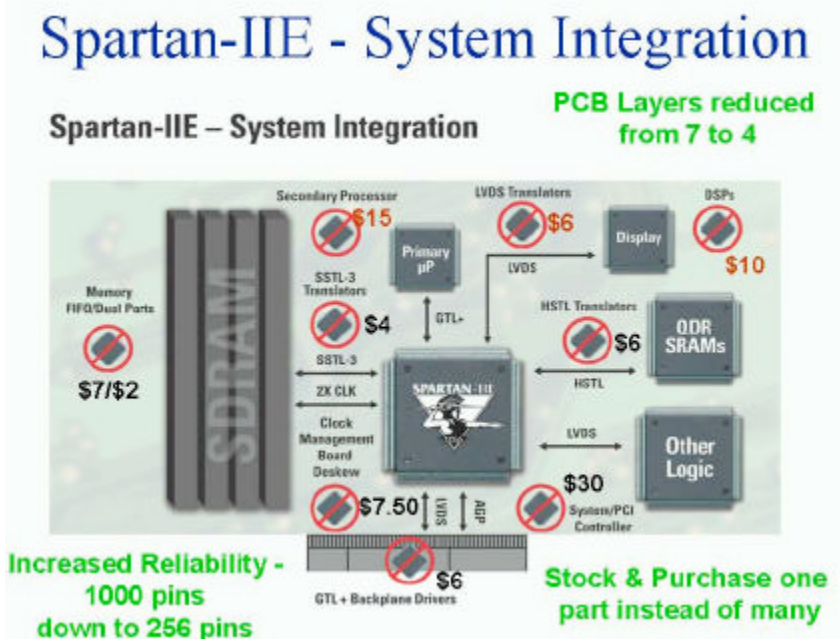 Spartan-IIE - System Integration
PCB Layers reduced
from 7 to 4
Spartan-IIE – System Integration
Secondary Processor
$15
LVDS Translators
$6
DSPs
$10
Primary
µP
Display
LVDS
SSTL-3
Translators
$4
GTL+
Memory
FIFO/Dual Ports
$7/$2
HSTL Translators
$6
QDR
SRAMs
SDRAM
SSTL-3
2X CLK
SPARTAN-IIE
HSTL
Clock
Management
Board
Deskew
$7.50
LVDS
Other
Logic
LVDS
AGP
$30
System/PCI
Controller
$6
GTL+ Backplane Drivers
Increased Reliability -
1000 pins
down to 256 pins
Stock & Purchase one
part instead of many